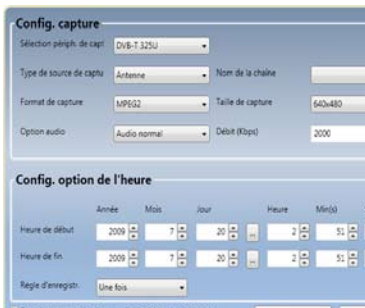 Config. capture
Sélection périph. de capt DVB-T 325U
Type de source de captu Antenne Nom de la chaîne
Format de capture MPEG2 Taille de capture 640x480
Option audio Audio normal Débit (Kbps) 2000
Config. option de l'heure
Année Mois Jour Heure Min(s)
Heure de début 2009 7 20 ... 2 51
Heure de fin 2009 7 20 ... 2 51
Règle d'enregistr. Une fois